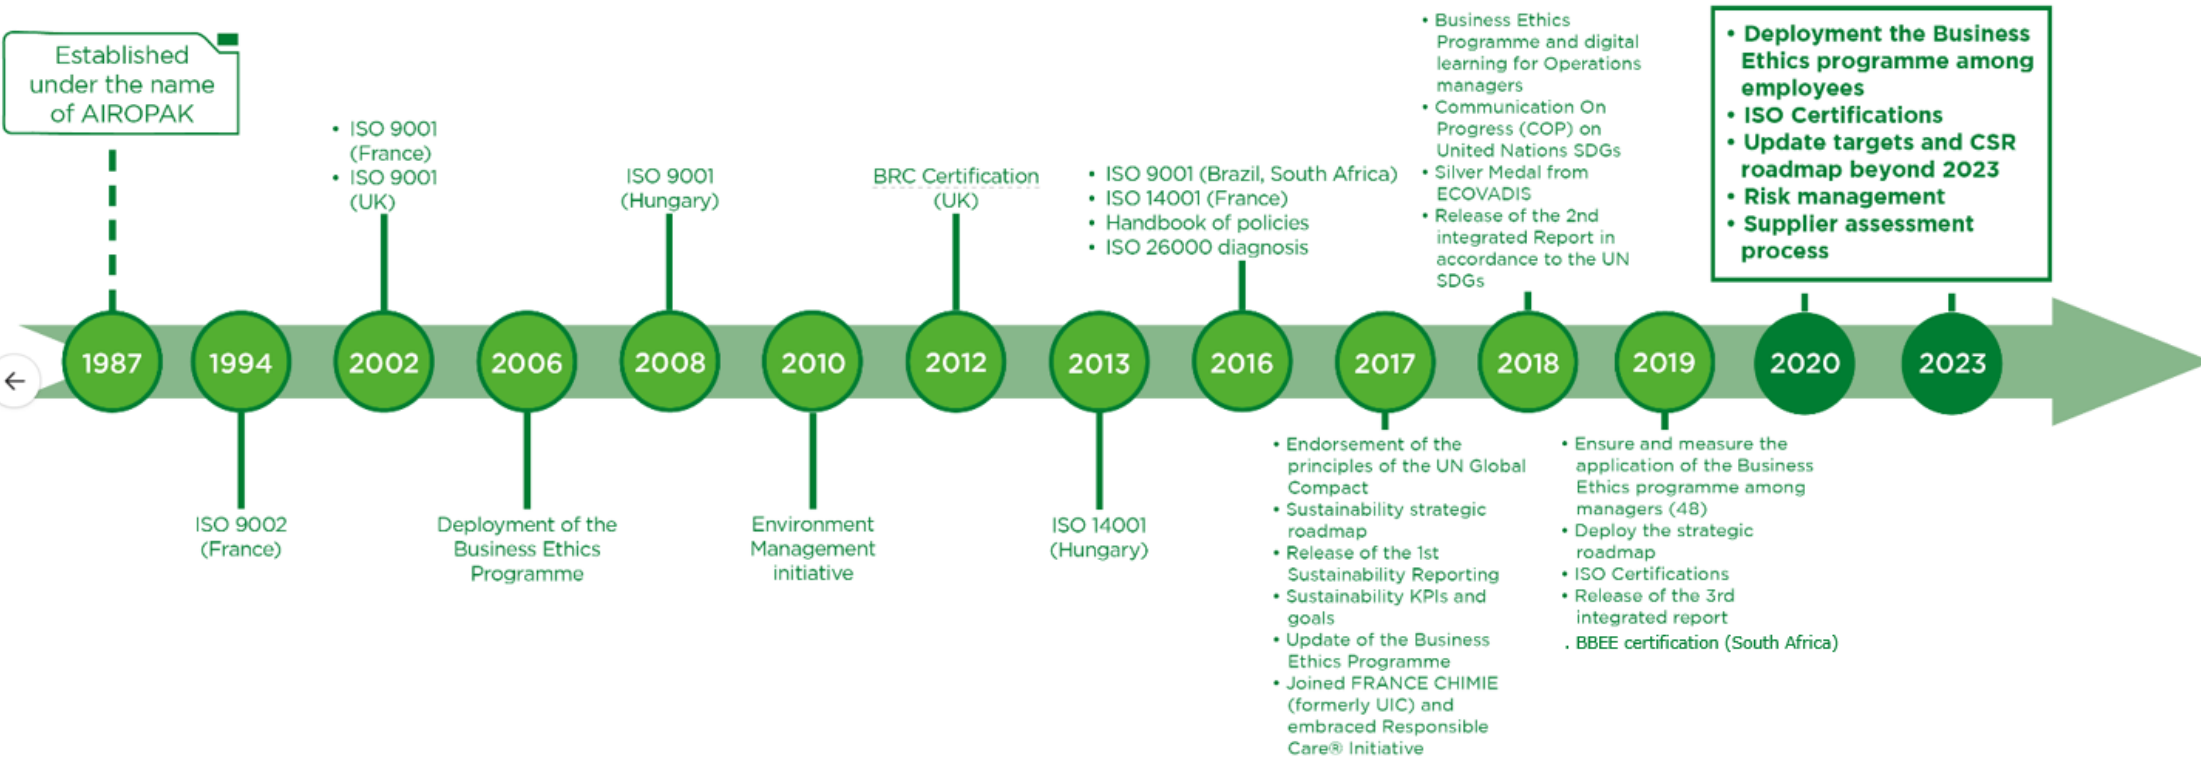 Established
under the name
of AIROPAK
• ISO 9001
(France)
• ISO 9001
(UK)
ISO 9001
(Hungary)
BRC Certification
(UK)
• ISO 9001 (Brazil, South Africa)
• ISO 14001 (France)
• Handbook of policies
• ISO 26000 diagnosis
• Business Ethics
Programme and digital
learning for Operations
managers
• Communication On
Progress (COP) on
United Nations SDGs
• Silver Medal from
ECOVADIS
• Release of the 2nd
integrated Report in
accordance to the UN
SDGs
• Deployment the Business
Ethics programme among
employees
• ISO Certifications
• Update targets and CSR
roadmap beyond 2023
• Risk management
• Supplier assessment
process
1987 1994 2002 2006 2008 2010 2012 2013 2016 2017 2018 2019 2020 2023
ISO 9002
(France)
Deployment of the
Business Ethics
Programme
Environment
Management
initiative
ISO 14001
(Hungary)
• Endorsement of the
principles of the UN Global
Compact
• Sustainability strategic
roadmap
• Release of the 1st
Sustainability Reporting
• Sustainability KPIs and
goals
• Update of the Business
Ethics Programme
• Joined FRANCE CHIMIE
(formerly UIC) and
embraced Responsible
Care® Initiative
• Ensure and measure the
application of the Business
Ethics programme among
managers (48)
• Deploy the strategic
roadmap
• ISO Certifications
• Release of the 3rd
integrated report
. BBEE certification (South Africa)